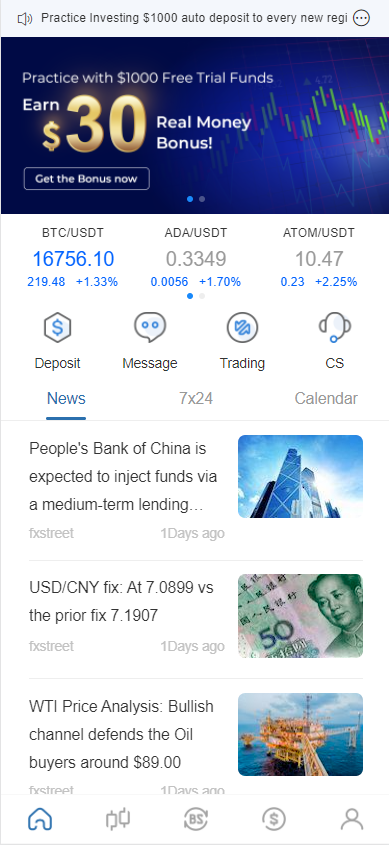 Practice Investing $1000 auto deposit to every new regi
4.72
Practice with $1000 Free Trial Funds
Earn
$30 Real Money
Bonus!
Get the Bonus now
BTC/USDT ADA/USDT ATOM/USDT
16756.10 0.3349 10.47
219.48 +1.33% 0.0056 +1.70% 0.23 +2.25%
Deposit Message Trading CS
News 7x24 Calendar
People's Bank of China is
expected to inject funds via
a medium-term lending…
fxstreet 1Days ago
USD/CNY fix: At 7.0899 vs
the prior fix 7.1907
fxstreet 1Days ago
50
WTI Price Analysis: Bullish
channel defends the Oil
buyers around $89.00
fxstreet 1Days ago
BS